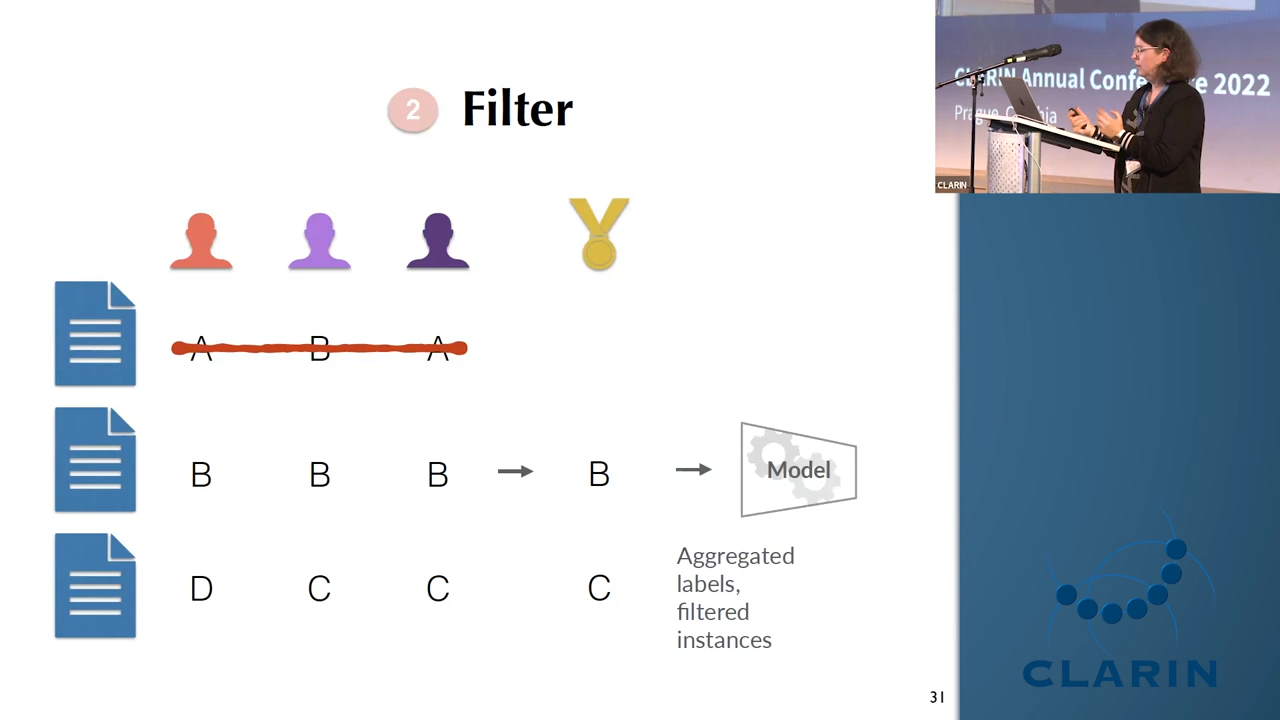 2 Filter
A B A
B B B B
Model
D C C C
Aggregated
labels,
filtered
instances
31
CLARIN Annual Conference 2022
Prague, Czechia
CLARIN
CLARIN